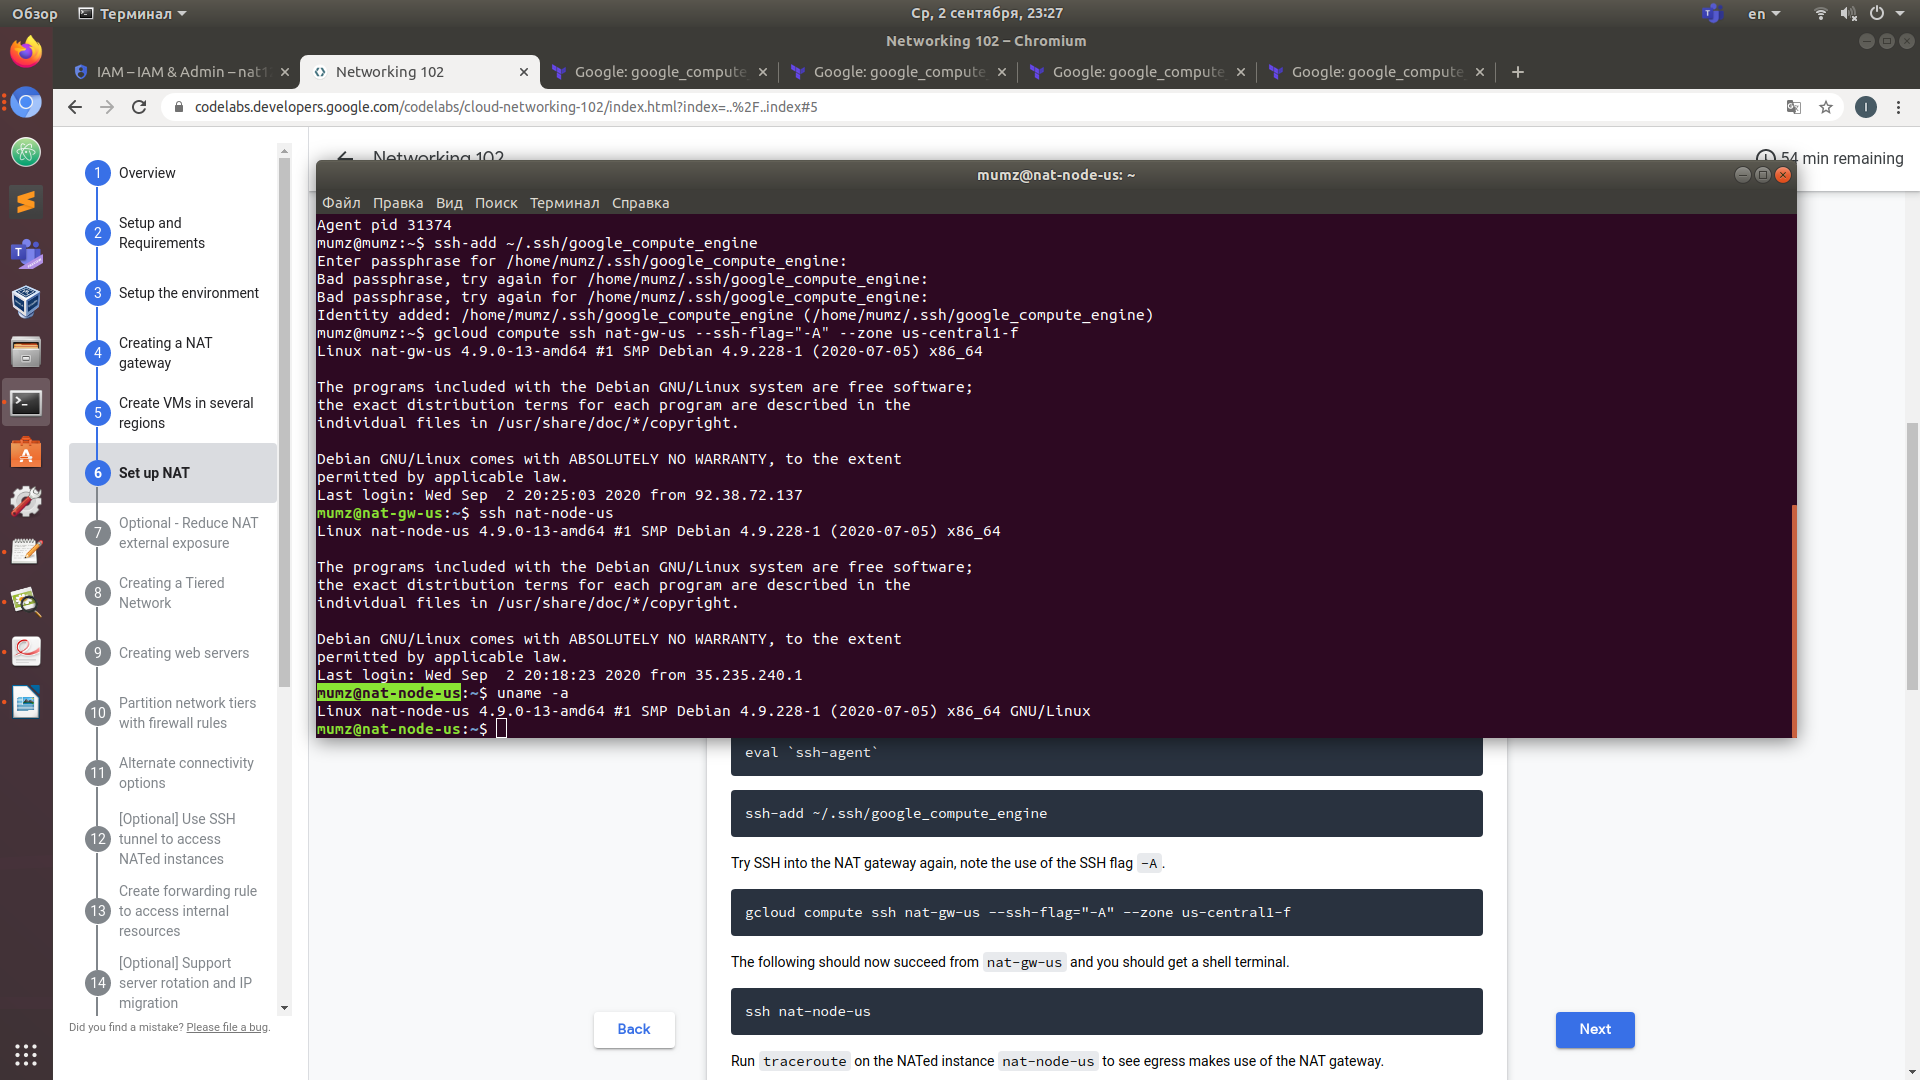 Обзор
Терминал
Ср, 2 сентября, 23:27
en
Networking 102 – Chromium
IAM – IAM & Admin – nat1
Networking 102
Google: google_compute
Google: google_compute
Google: google_compute
Google: google_compute
codelabs.developers.google.com/codelabs/cloud-networking-102/index.html?index=..%2F..index#5
I
Networking 102
54 min remaining
1 Overview
2 Setup and
Requirements
3 Setup the environment
4 Creating a NAT
gateway
5 Create VMs in several
regions
6 Set up NAT
7 Optional - Reduce NAT
external exposure
8 Creating a Tiered
Network
9 Creating web servers
10 Partition network tiers
with firewall rules
11 Alternate connectivity
options
12 [Optional] Use SSH
tunnel to access
NATed instances
13 Create forwarding rule
to access internal
resources
14 [Optional] Support
server rotation and IP
migration
Did you find a mistake? Please file a bug.
mumz@nat-node-us: ~
Файл Правка Вид Поиск Терминал Справка
Agent pid 31374
mumz@mumz:~$ ssh-add ~/.ssh/google_compute_engine
Enter passphrase for /home/mumz/.ssh/google_compute_engine:
Bad passphrase, try again for /home/mumz/.ssh/google_compute_engine:
Bad passphrase, try again for /home/mumz/.ssh/google_compute_engine:
Identity added: /home/mumz/.ssh/google_compute_engine (/home/mumz/.ssh/google_compute_engine)
mumz@mumz:~$ gcloud compute ssh nat-gw-us --ssh-flag="-A" --zone us-central1-f
Linux nat-gw-us 4.9.0-13-amd64 #1 SMP Debian 4.9.228-1 (2020-07-05) x86_64
The programs included with the Debian GNU/Linux system are free software;
the exact distribution terms for each program are described in the
individual files in /usr/share/doc/*/copyright.
Debian GNU/Linux comes with ABSOLUTELY NO WARRANTY, to the extent
permitted by applicable law.
Last login: Wed Sep  2 20:25:03 2020 from 92.38.72.137
mumz@nat-gw-us:~$ ssh nat-node-us
Linux nat-node-us 4.9.0-13-amd64 #1 SMP Debian 4.9.228-1 (2020-07-05) x86_64
The programs included with the Debian GNU/Linux system are free software;
the exact distribution terms for each program are described in the
individual files in /usr/share/doc/*/copyright.
Debian GNU/Linux comes with ABSOLUTELY NO WARRANTY, to the extent
permitted by applicable law.
Last login: Wed Sep  2 20:18:23 2020 from 35.235.240.1
mumz@nat-node-us:~$ uname -a
Linux nat-node-us 4.9.0-13-amd64 #1 SMP Debian 4.9.228-1 (2020-07-05) x86_64 GNU/Linux
mumz@nat-node-us:~$
eval `ssh-agent`
ssh-add ~/.ssh/google_compute_engine
Try SSH into the NAT gateway again, note the use of the SSH flag -A.
gcloud compute ssh nat-gw-us --ssh-flag="-A" --zone us-central1-f
The following should now succeed from nat-gw-us and you should get a shell terminal.
ssh nat-node-us
Run traceroute on the NATed instance nat-node-us to see egress makes use of the NAT gateway.
Back
Next